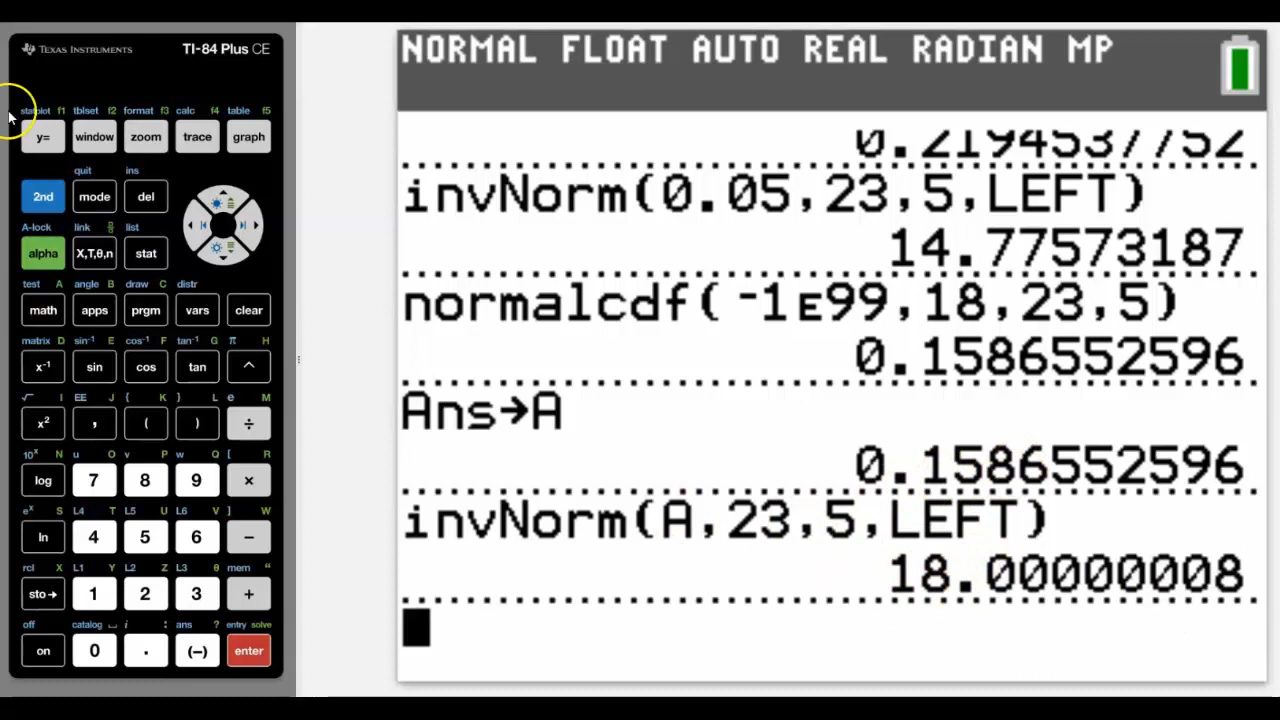 TEXAS INSTRUMENTS TI-84 Plus CE
NORMAL FLOAT AUTO REAL RADIAN MP
statplot f1 tblset f2 format f3 calc f4 table f5
y= window zoom trace graph
quit ins
2nd mode del
A-lock link list
alpha X,T,θ,n stat
test A angle B draw C distr
math apps prgm vars clear
matrix D sin⁻¹ E cos⁻¹ F tan⁻¹ G π H
x⁻¹ sin cos tan ^
√ I EE J { K } L e M
x² , ( ) ÷
10ˣ N u O v P w Q [ R
log 7 8 9 ×
eˣ S L4 T L5 U L6 V ] W
ln 4 5 6 −
rcl X L1 Y L2 Z L3 θ mem “
sto→ 1 2 3 +
off catalog ⎵ i : ans ? entry solve
on 0 . (−) enter
0.2194537752
invNorm(0.05,23,5,LEFT)
14.77573187
normalcdf(-1ᴇ99,18,23,5)
0.1586552596
Ans→A
0.1586552596
invNorm(A,23,5,LEFT)
18.00000008